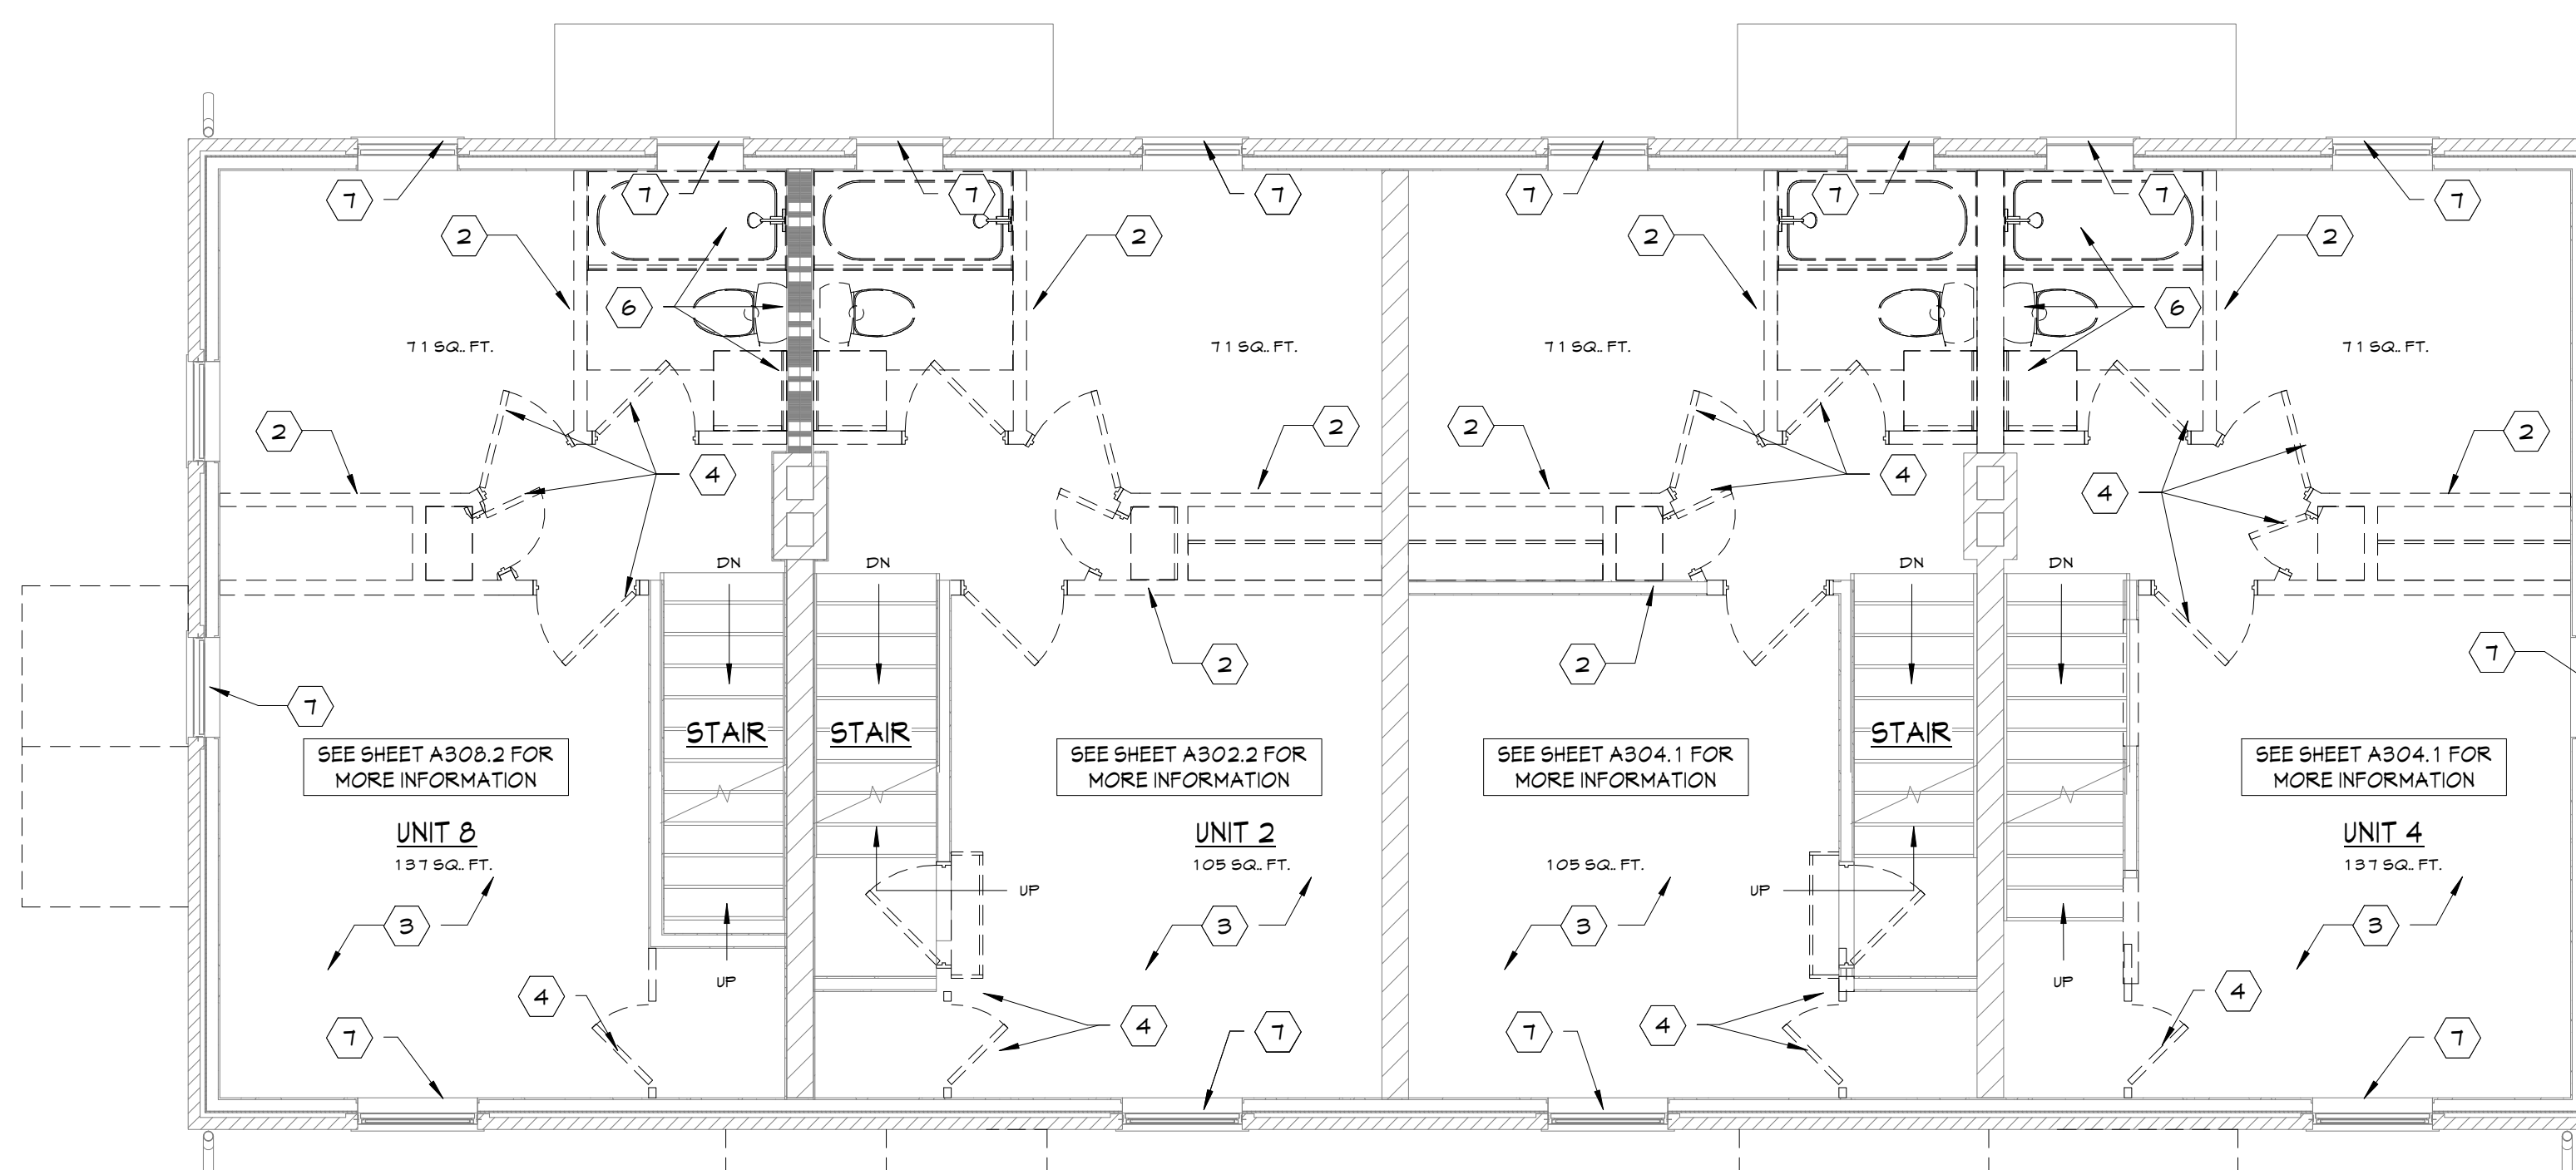 7
7
7
7
7
7
7
7
2
2
2
2
6
6
71 SQ.. FT.
71 SQ.. FT.
71 SQ.. FT.
71 SQ.. FT.
2
2
2
2
4
4
4
DN
DN
DN
DN
2
2
7
7
STAIR
STAIR
STAIR
SEE SHEET A308.2 FOR
MORE INFORMATION
SEE SHEET A302.2 FOR
MORE INFORMATION
SEE SHEET A304.1 FOR
MORE INFORMATION
SEE SHEET A304.1 FOR
MORE INFORMATION
UNIT 8
137 SQ.. FT.
UNIT 2
105 SQ.. FT.
105 SQ.. FT.
UNIT 4
137 SQ.. FT.
UP
UP
3
3
3
3
UP
UP
4
4
4
4
7
7
7
7